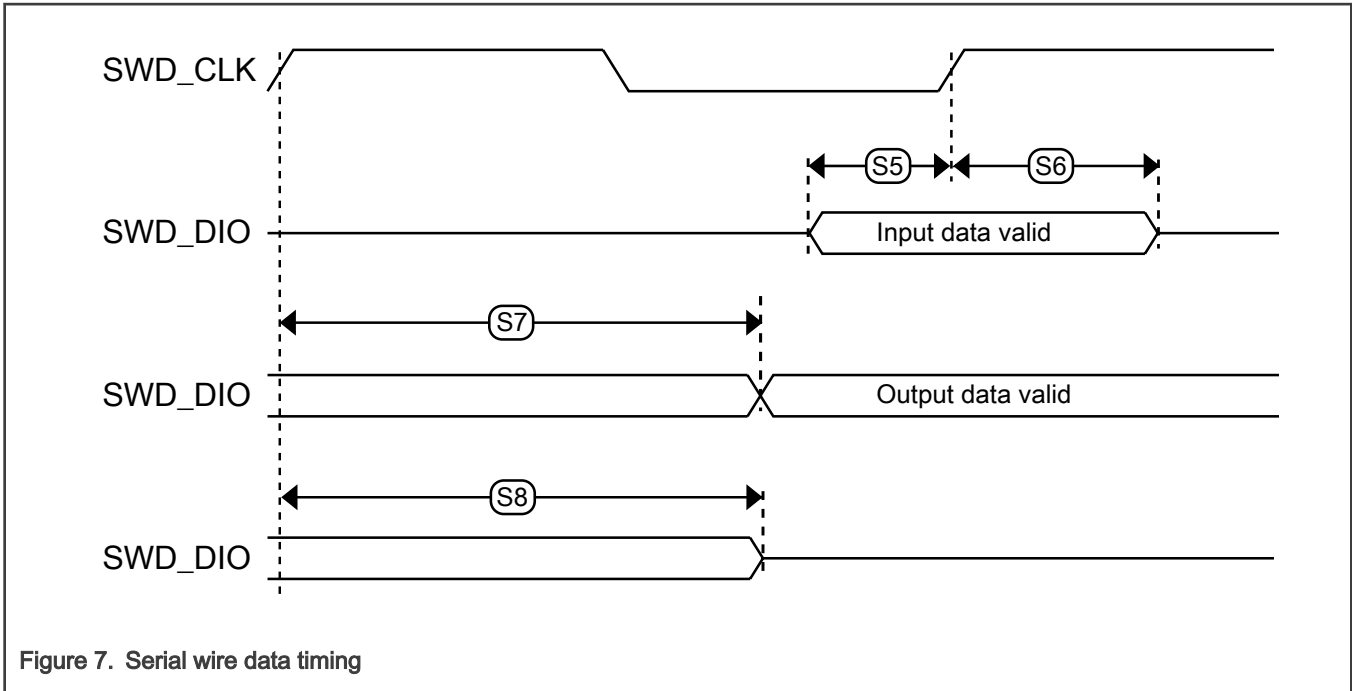 SWD_CLK
S5 S6
SWD_DIO Input data valid
S7
SWD_DIO Output data valid
S8
SWD_DIO
Figure 7. Serial wire data timing